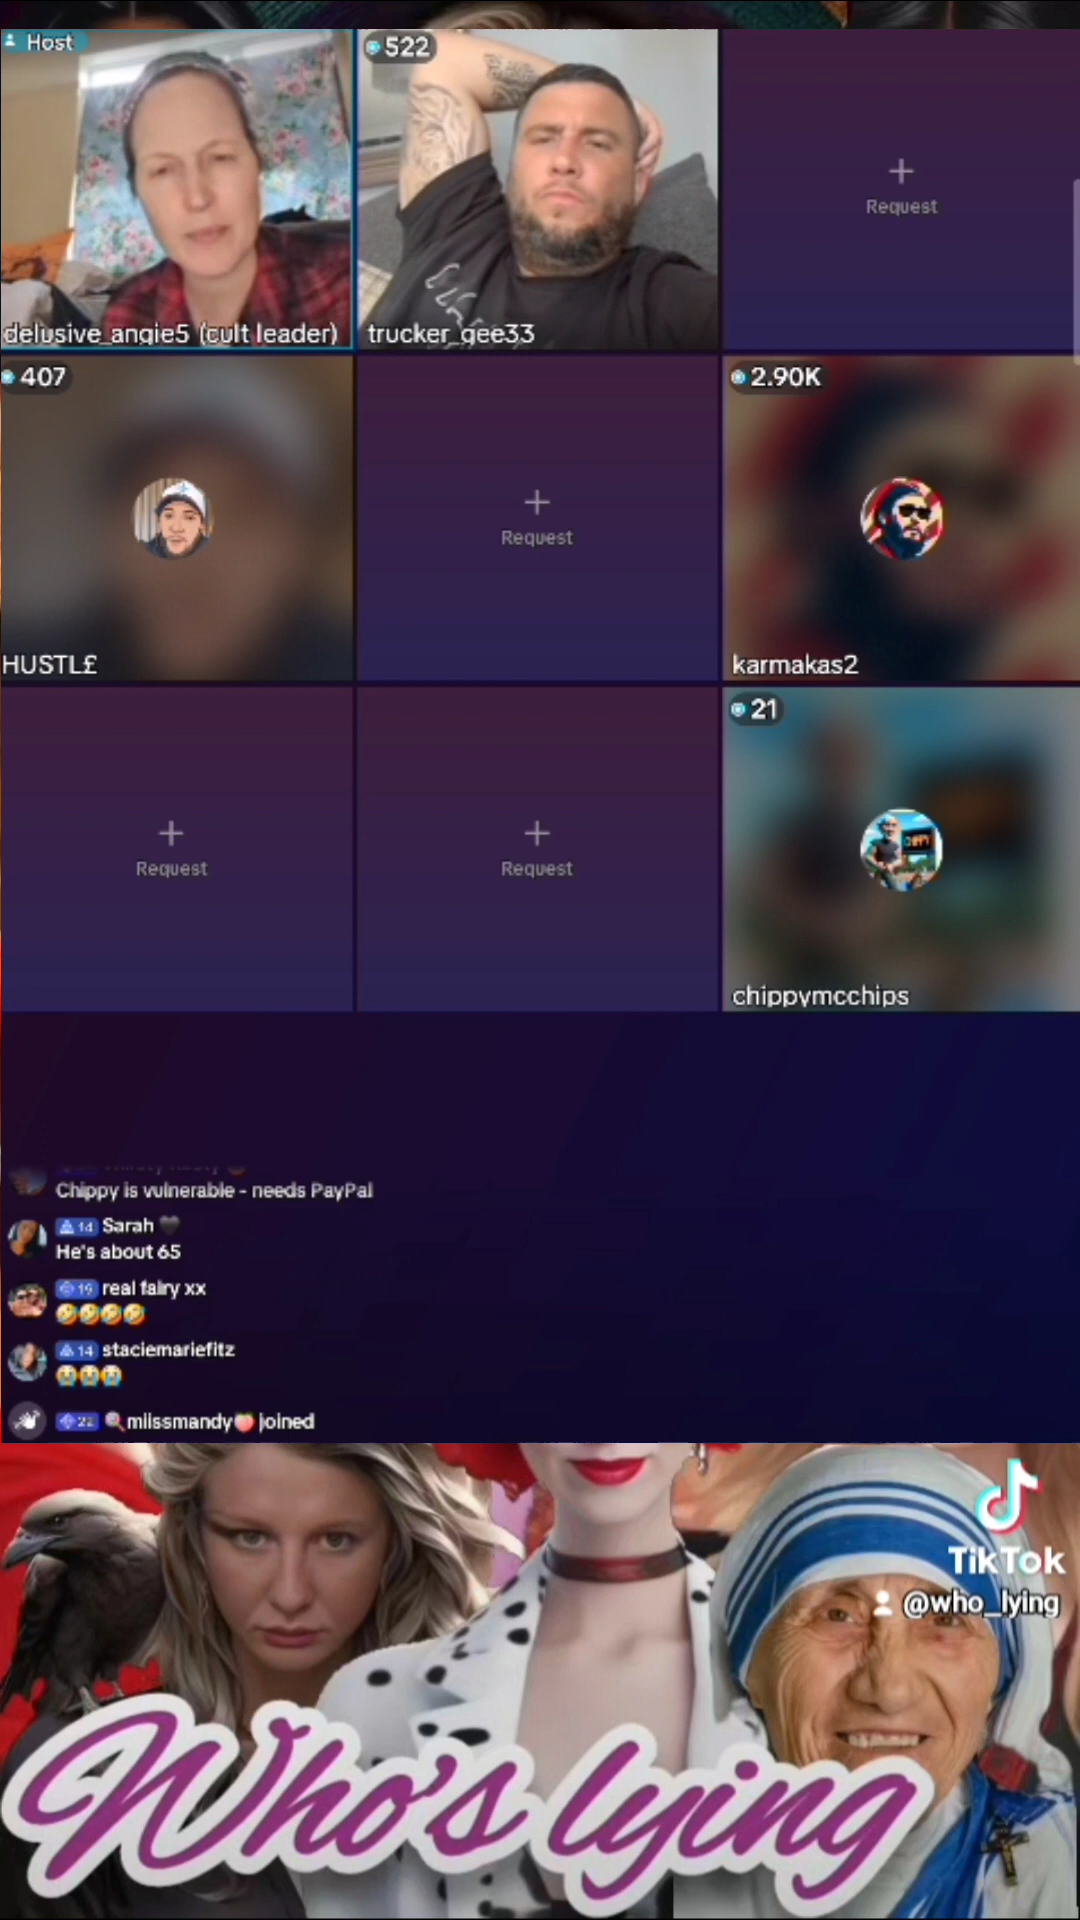 Host
522
delusive_angie5 (cult leader)
trucker_gee33
Request
407
2.90K
HUSTL£
Request
karmakas2
21
Request
Request
chippymcchips
Chippy is vulnerable - needs PayPal
14 Sarah 🖤
He's about 65
19 real fairy xx
🤣🤣🤣🤣
14 staciemariefitz
😭😭😭
22 🍭miissmandy🍑 joined
TikTok
@who_lying
Who's lying